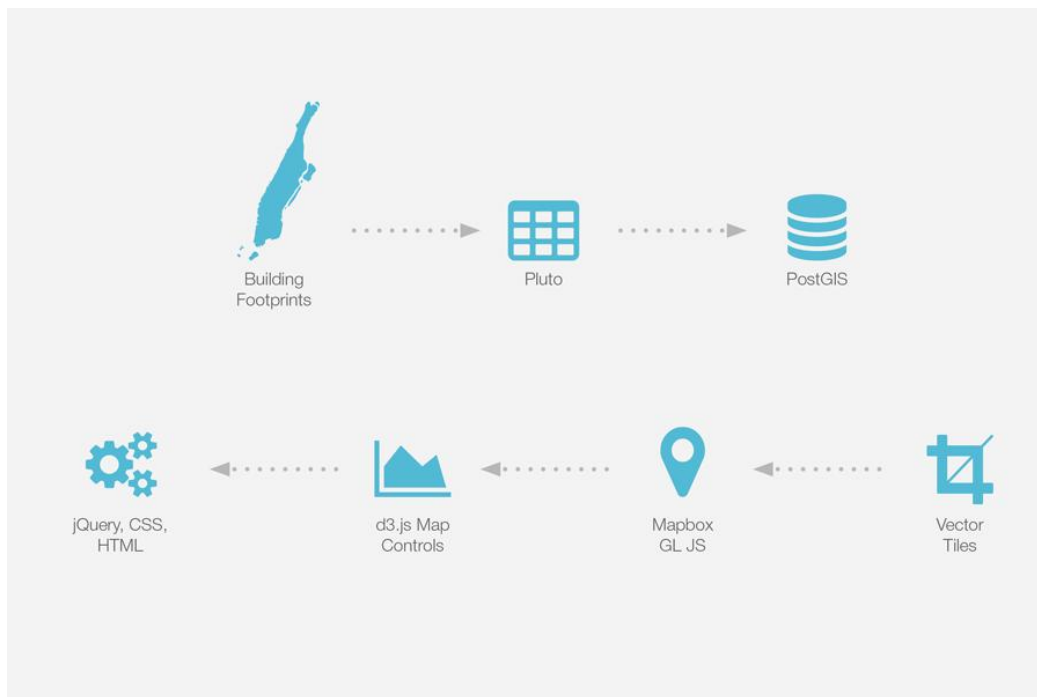 Building
Footprints
Pluto
PostGIS
jQuery, CSS,
HTML
d3.js Map
Controls
Mapbox
GL JS
Vector
Tiles